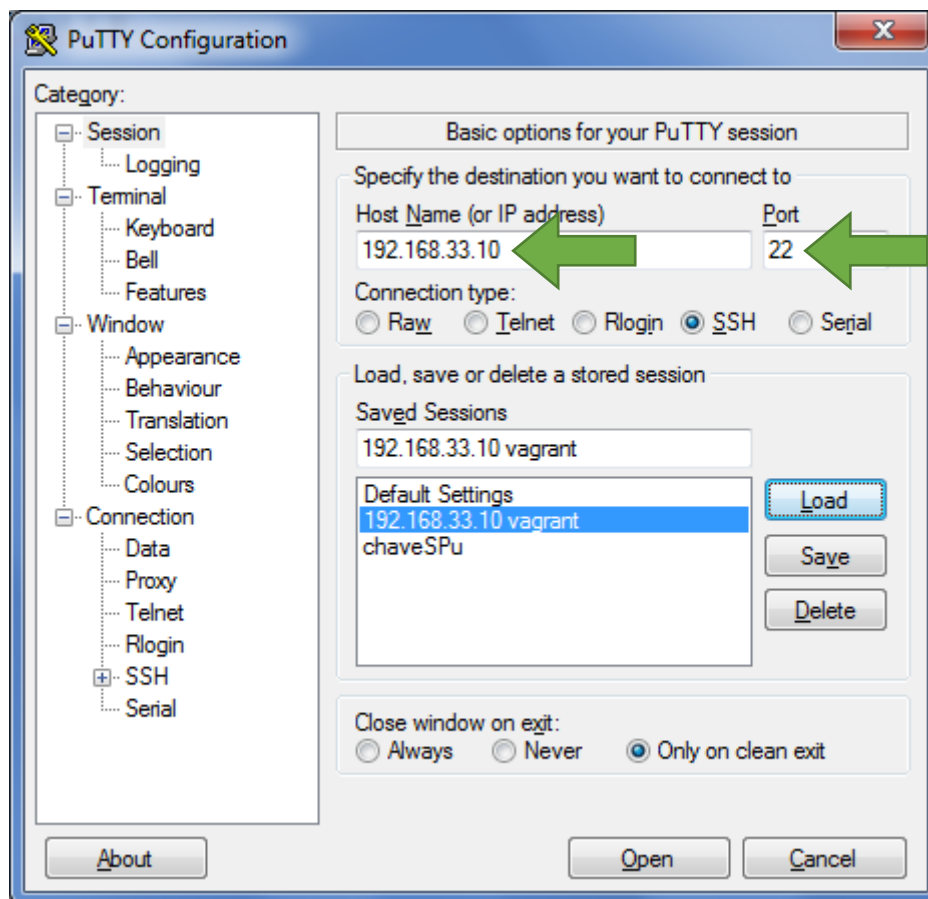 PuTTY Configuration
Category:
Session
Logging
Terminal
Keyboard
Bell
Features
Window
Appearance
Behaviour
Translation
Selection
Colours
Connection
Data
Proxy
Telnet
Rlogin
SSH
Serial
Basic options for your PuTTY session
Specify the destination you want to connect to
Host Name (or IP address) Port
192.168.33.10 22
Connection type:
Raw Telnet Rlogin SSH Serial
Load, save or delete a stored session
Saved Sessions
192.168.33.10 vagrant
Default Settings
192.168.33.10 vagrant
chaveSPu
Load
Save
Delete
Close window on exit:
Always Never Only on clean exit
About Open Cancel